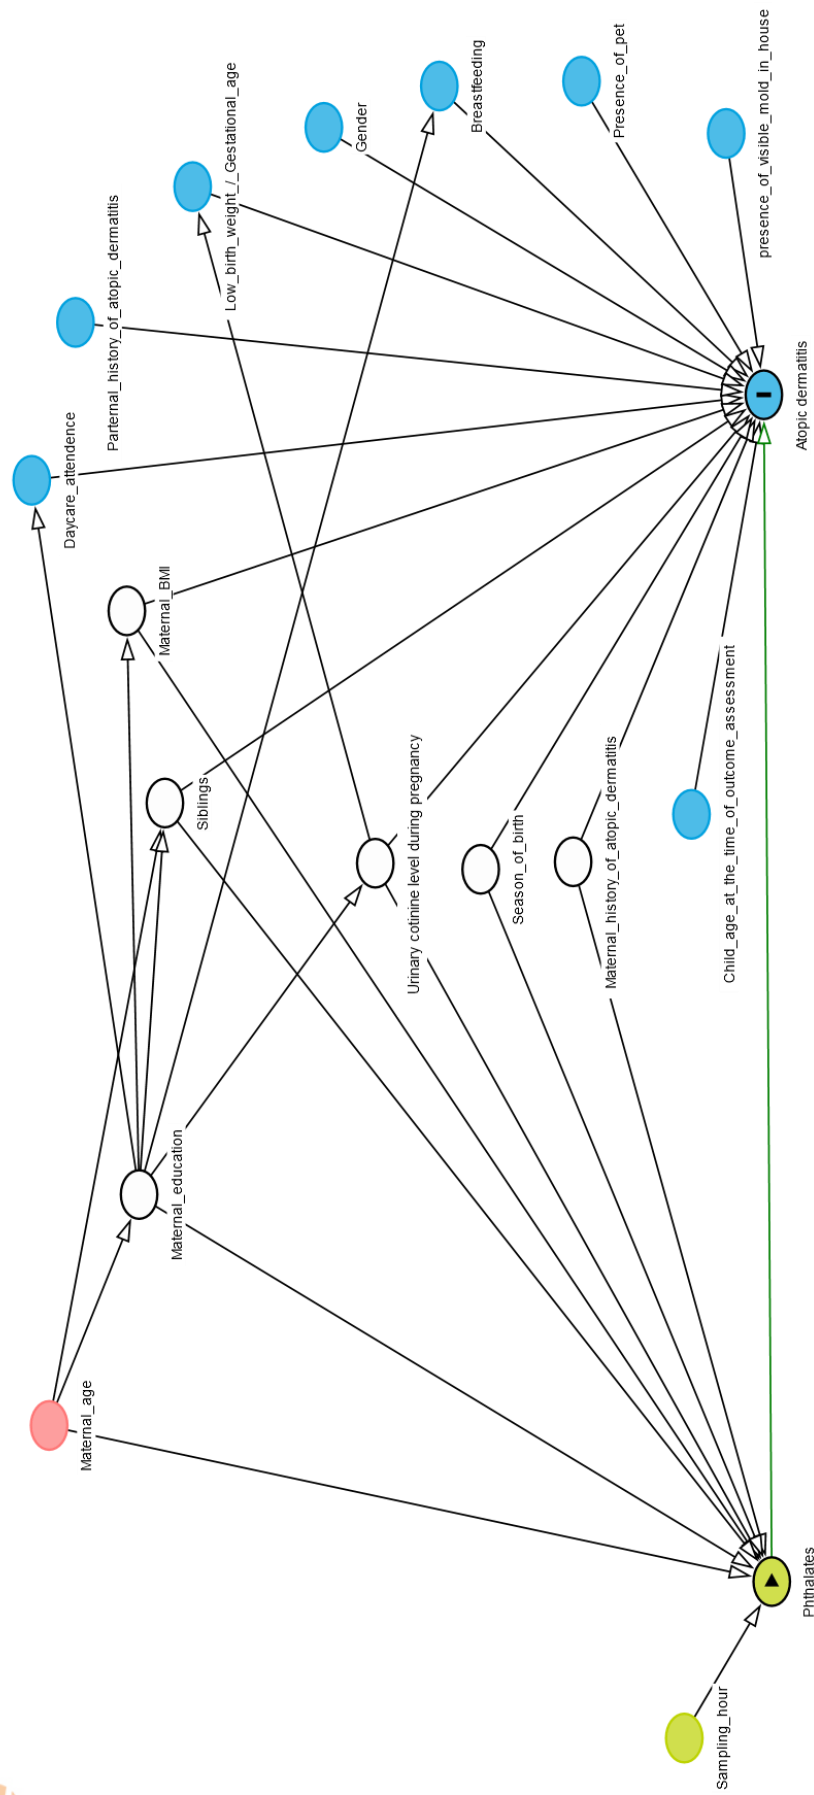 Daycare_attendence
Parternal_history_of_atopic_dermatitis
Low_birth_weight_/_Gestational_age
Gender
Breastfeeding
Presence_of_pet
presence_of_visible_mold_in_house
Maternal_BMI
Siblings
Maternal_age
Maternal_education
Urinary cotinine level during pregnancy
Season_of_birth
Maternal_history_of_atopic_dermatitis
Child_age_at_the_time_of_outcome_assessment
Sampling_hour
Phthalates
Atopic dermatitis